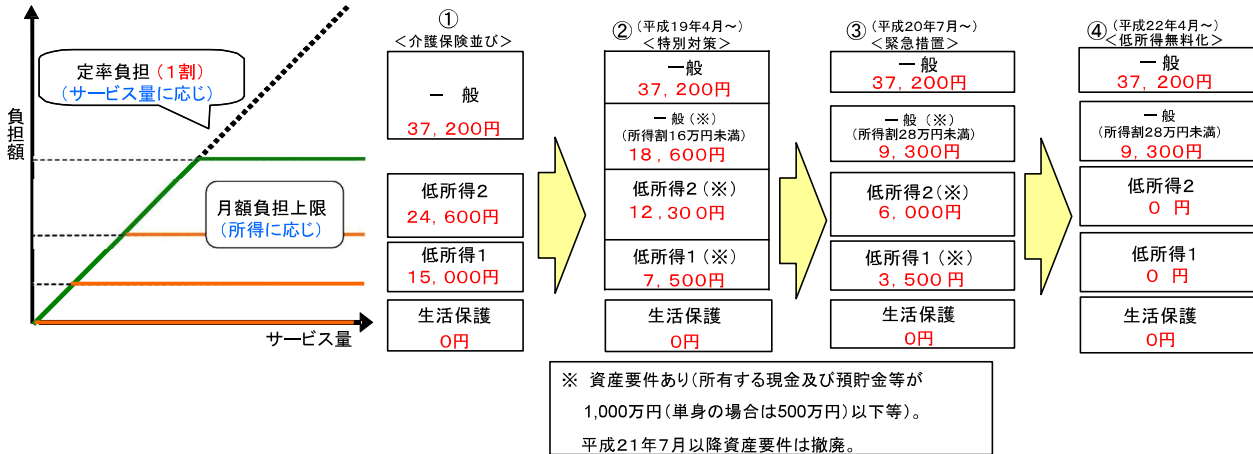 負担額
定率負担(1割)
(サービス量に応じ)
月額負担上限
(所得に応じ)
サービス量
①
<介護保険並び>
一 般
37,200円
低所得2
24,600円
低所得1
15,000円
生活保護
0円
② (平成19年4月~)
<特別対策>
一般
37,200円
一般(※)
(所得割16万円未満)
18,600円
低所得2(※)
12,300円
低所得1(※)
7,500円
生活保護
0円
③ (平成20年7月~)
<緊急措置>
一般
37,200円
一般(※)
(所得割28万円未満)
9,300円
低所得2(※)
6,000円
低所得1(※)
3,500円
生活保護
0円
④ (平成22年4月~)
<低所得無料化>
一般
37,200円
一般
(所得割28万円未満)
9,300円
低所得2
0 円
低所得1
0 円
生活保護
0円
※ 資産要件あり(所有する現金及び預貯金等が
1,000万円(単身の場合は500万円)以下等)。
平成21年7月以降資産要件は撤廃。